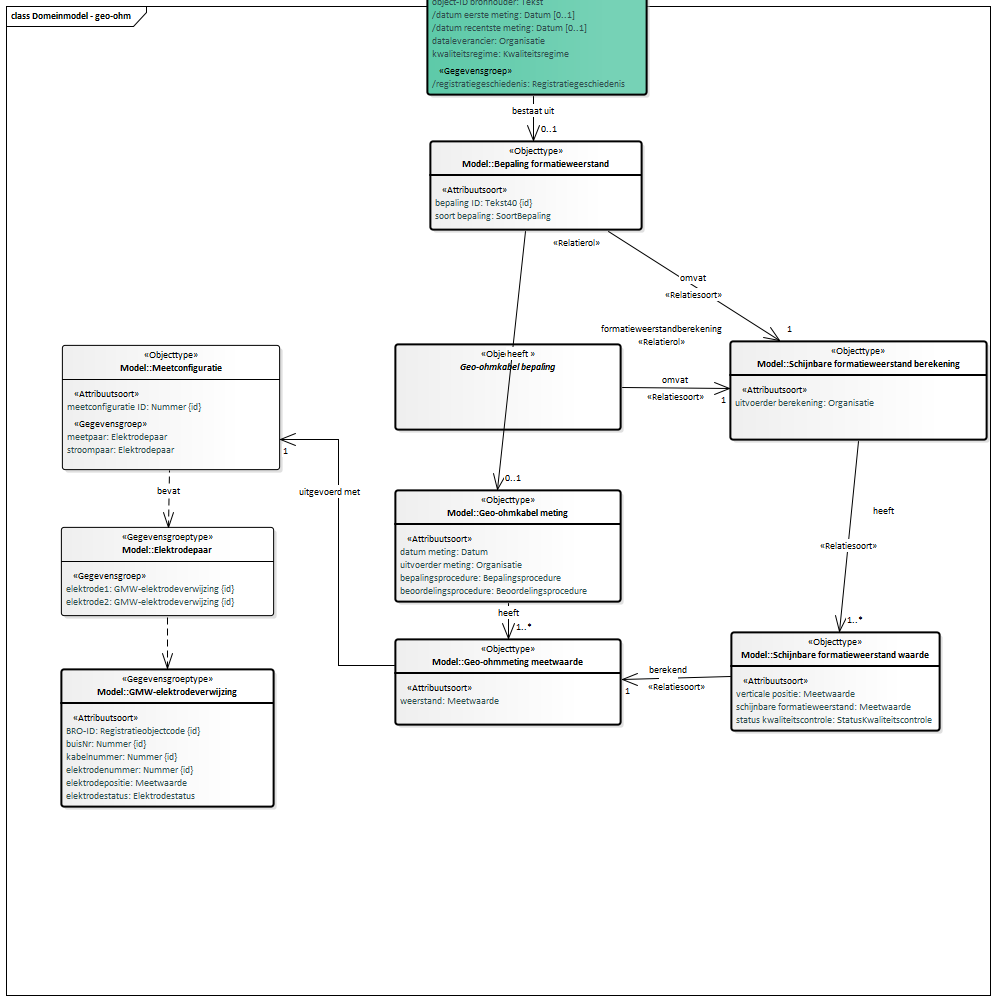 class Domeinmodel - geo-ohm
object-ID bronhouder: Tekst
/datum eerste meting: Datum [0..1]
/datum recentste meting: Datum [0..1]
dataleverancier: Organisatie
kwaliteitsregime: Kwaliteitsregime
«Gegevensgroep»
/registratiegeschiedenis: Registratiegeschiedenis
bestaat uit
0..1
«Objecttype»
Model::Bepaling formatieweerstand
«Attribuutsoort»
bepaling ID: Tekst40 {id}
soort bepaling: SoortBepaling
«Relatierol»
omvat
«Relatiesoort»
1
formatieweerstandberekening
«Relatierol»
«Objecttype»
Model::Meetconfiguratie
«Attribuutsoort»
meetconfiguratie ID: Nummer {id}
«Gegevensgroep»
meetpaar: Elektrodepaar
stroompaar: Elektrodepaar
«Obje heeft »
Geo-ohmkabel bepaling
omvat
«Relatiesoort»
1
«Objecttype»
Model::Schijnbare formatieweerstand berekening
«Attribuutsoort»
uitvoerder berekening: Organisatie
1
uitgevoerd met
bevat
0..1
«Objecttype»
Model::Geo-ohmkabel meting
«Attribuutsoort»
datum meting: Datum
uitvoerder meting: Organisatie
bepalingsprocedure: Bepalingsprocedure
beoordelingsprocedure: Beoordelingsprocedure
heeft
«Relatiesoort»
1..*
«Gegevensgroeptype»
Model::Elektrodepaar
«Gegevensgroep»
elektrode1: GMW-elektrodeverwijzing {id}
elektrode2: GMW-elektrodeverwijzing {id}
heeft
1..*
«Objecttype»
Model::Geo-ohmmeting meetwaarde
«Attribuutsoort»
weerstand: Meetwaarde
berekend
«Relatiesoort»
1
«Objecttype»
Model::Schijnbare formatieweerstand waarde
«Attribuutsoort»
verticale positie: Meetwaarde
schijnbare formatieweerstand: Meetwaarde
status kwaliteitscontrole: StatusKwaliteitscontrole
«Gegevensgroeptype»
Model::GMW-elektrodeverwijzing
«Attribuutsoort»
BRO-ID: Registratieobjectcode {id}
buisNr: Nummer {id}
kabelnummer: Nummer {id}
elektrodenummer: Nummer {id}
elektrodepositie: Meetwaarde
elektrodestatus: Elektrodestatus